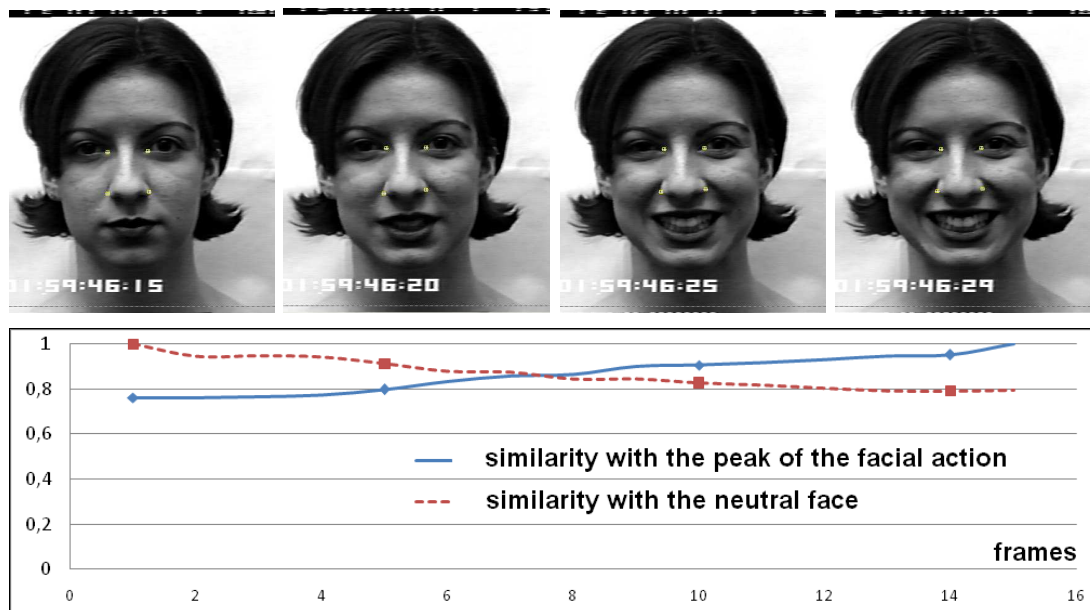 01:59:46:15
01:59:46:20
01:59:46:25
01:59:46:29
1
0,8
0,6
0,4
0,2
0
similarity with the peak of the facial action
similarity with the neutral face
frames
0 2 4 6 8 10 12 14 16